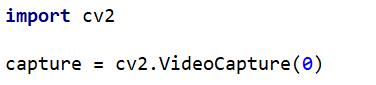 import cv2
capture = cv2.VideoCapture(0)